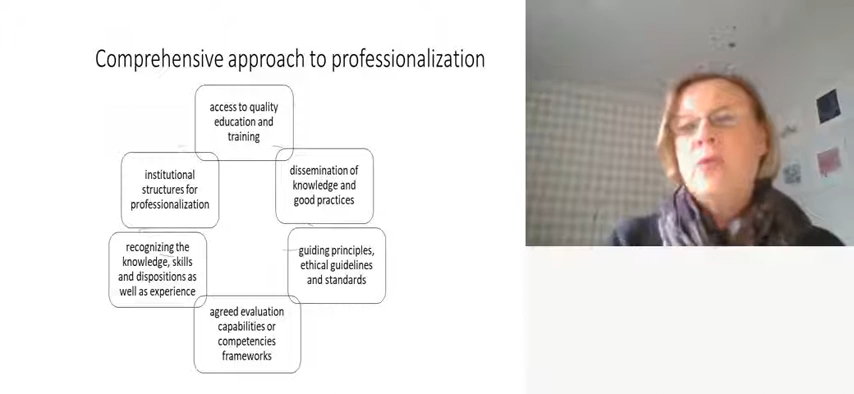 Comprehensive approach to professionalization
access to quality
education and
training
dissemination of
knowledge and
good practices
guiding principles,
ethical guidelines
and standards
agreed evaluation
capabilities or
competencies
frameworks
recognizing the
knowledge, skills
and dispositions as
well as experience
institutional
structures for
professionalization